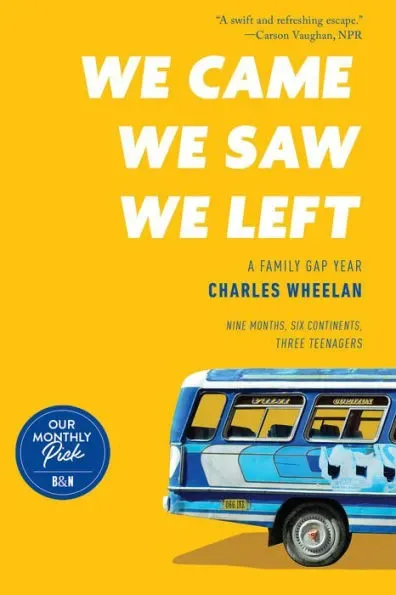 "A swift and refreshing escape."
—Carson Vaughan, NPR
WE CAME
WE SAW
WE LEFT
A FAMILY GAP YEAR
CHARLES WHEELAN
NINE MONTHS, SIX CONTINENTS,
THREE TEENAGERS
OUR
MONTHLY
Pick
B&N